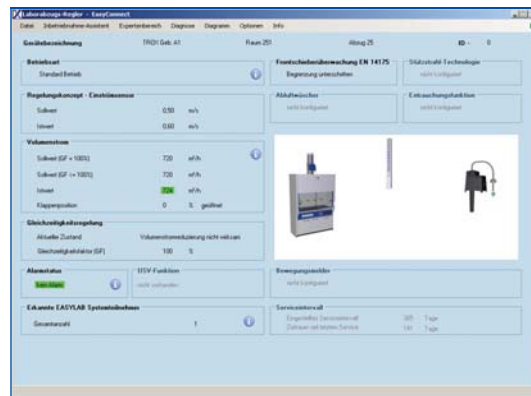 Laborabzugs-Regler - EasyConnect
Datei Inbetriebnahme-Assistent Expertenbereich Diagnose Diagramm Optionen Info
Gerätebezeichnung TROX Geb. A1 Raum 251 Abzug 25 ID - 0
Betriebsart
Standard Betrieb
Frontschieberüberwachung EN 14175
Begrenzung unterschritten
Stützstrahl-Technologie
nicht konfiguriert
Regelungskonzept - Einströmsensor
Sollwert 0,50 m/s
Istwert 0,60 m/s
Abluftwäscher
nicht konfiguriert
Entrauchungsfunktion
nicht konfiguriert
Volumenstrom
Sollwert (GF = 100%) 720 m³/h
Sollwert (GF <= 100%) 720 m³/h
Istwert 724 m³/h
Klappenposition 0 % geöffnet
Gleichzeitigkeitsregelung
Aktueller Zustand Volumenstromreduzierung nicht wirksam
Gleichzeitigkeitsfaktor (GF) 100 %
Alarmstatus
kein Alarm
USV-Funktion
nicht vorhanden
Bewegungsmelder
nicht konfiguriert
Erkannte EASYLAB Systemteilnehmer
Gesamtanzahl 1
Serviceintervall
Eingestelltes Serviceintervall 365 Tage
Zeitraum seit letztem Service Tage